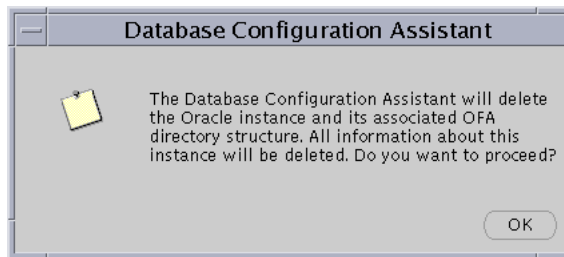 Database Configuration Assistant
The Database Configuration Assistant will delete
the Oracle instance and its associated OFA
directory structure. All information about this
instance will be deleted. Do you want to proceed?
OK